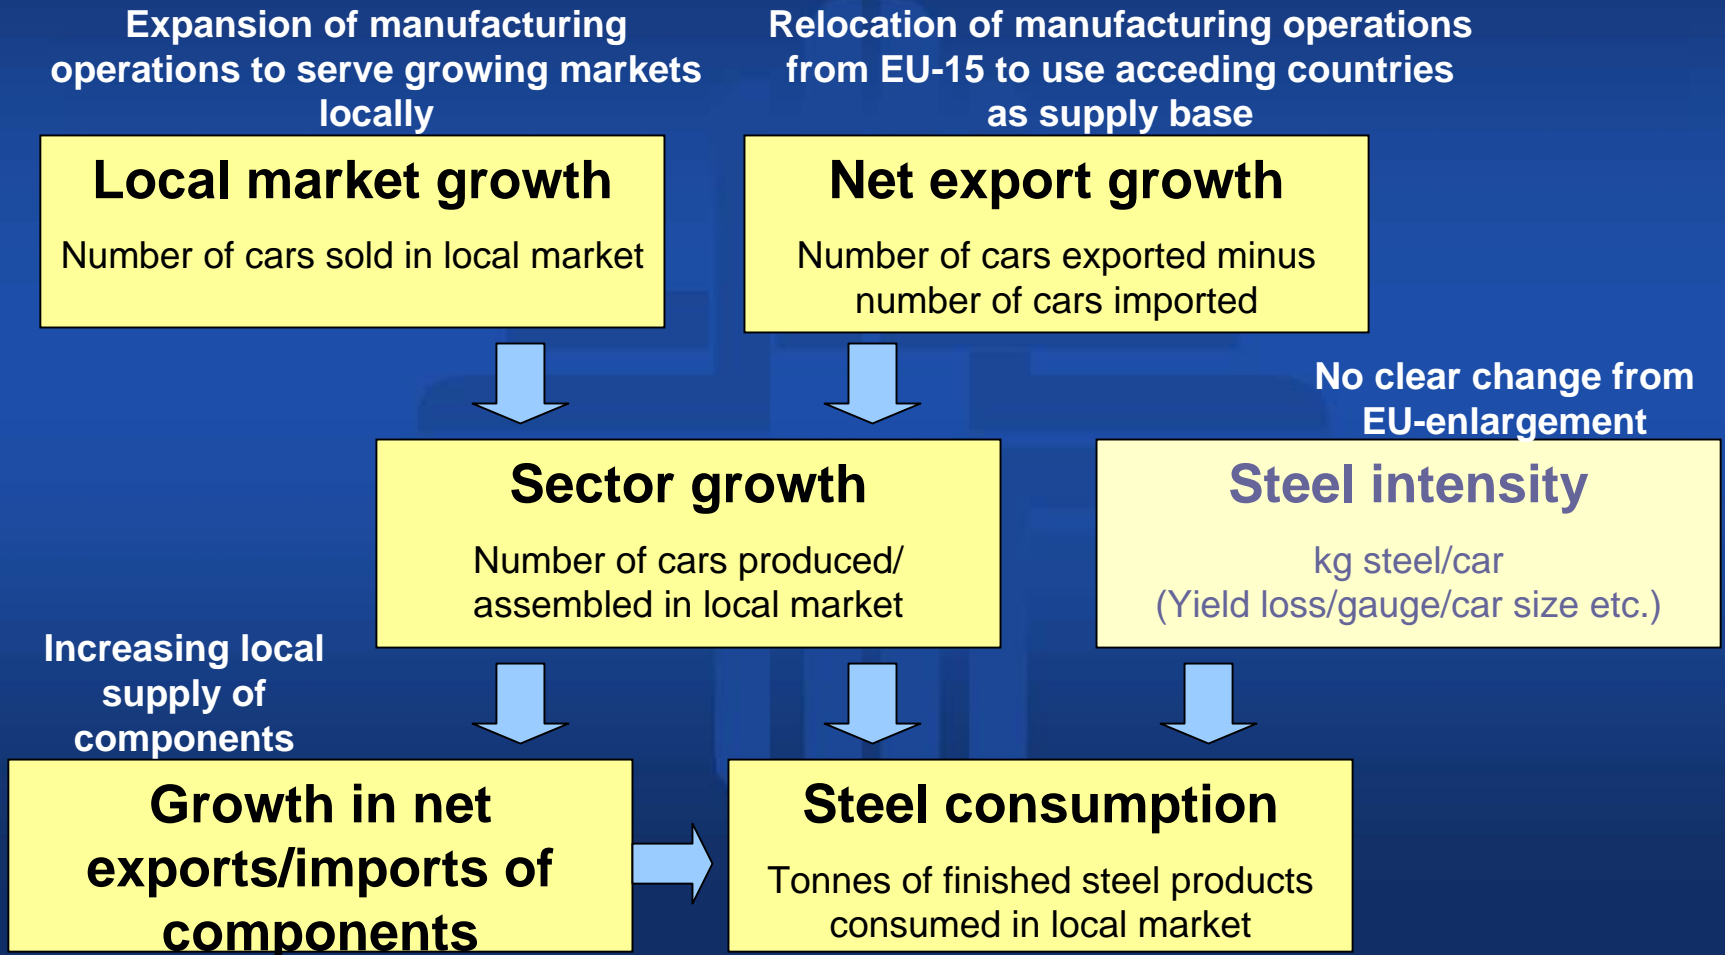 Expansion of manufacturing
operations to serve growing markets
locally
Relocation of manufacturing operations
from EU-15 to use acceding countries
as supply base
Local market growth
Number of cars sold in local market
Net export growth
Number of cars exported minus
number of cars imported
No clear change from
EU-enlargement
Sector growth
Number of cars produced/
assembled in local market
Steel intensity
kg steel/car
(Yield loss/gauge/car size etc.)
Increasing local
supply of
components
Growth in net
exports/imports of
components
Steel consumption
Tonnes of finished steel products
consumed in local market